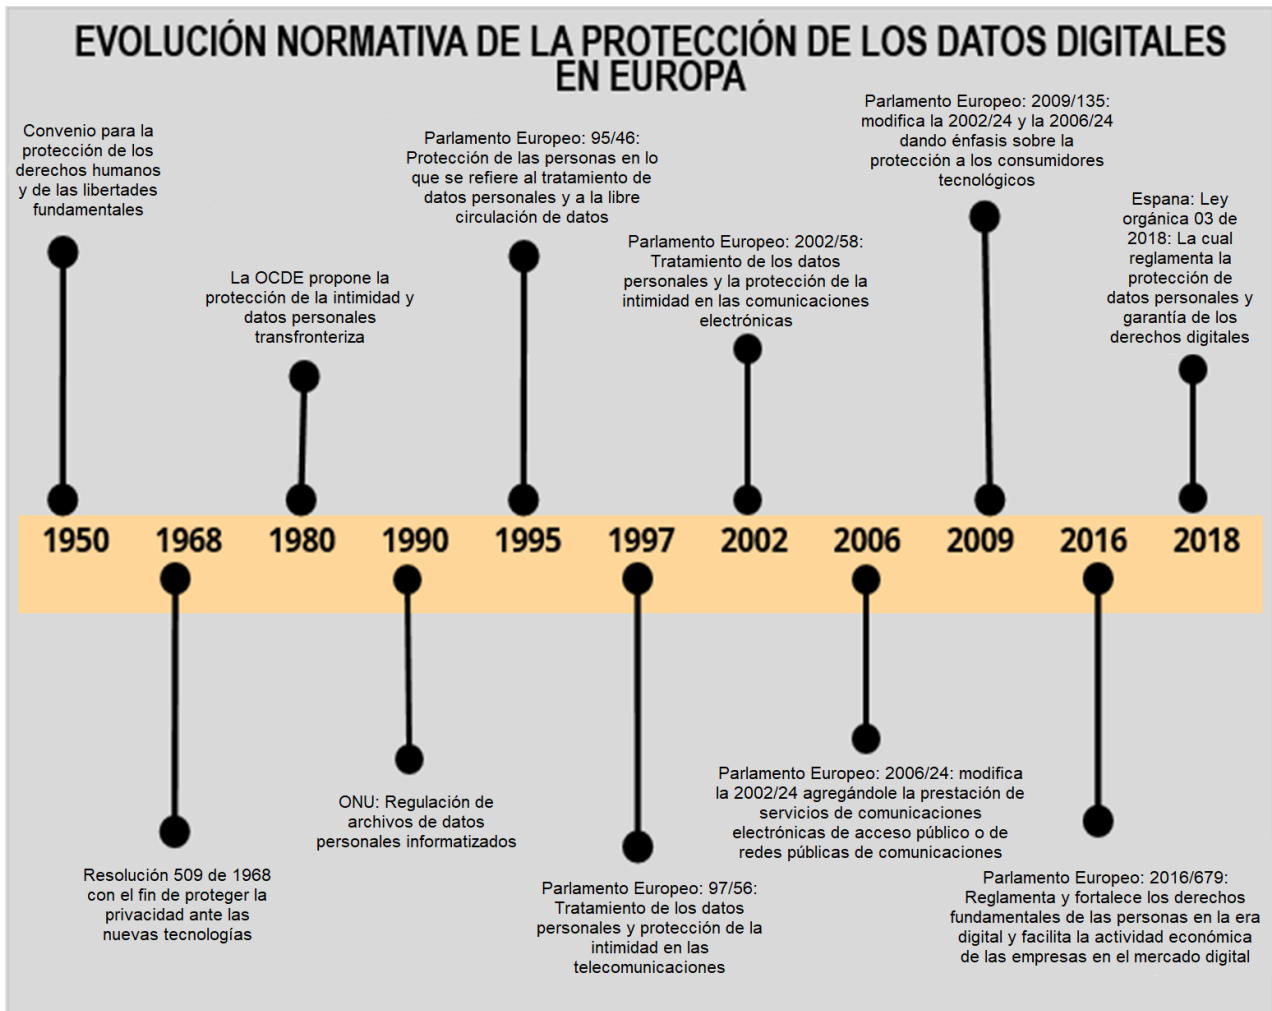 EVOLUCIÓN NORMATIVA DE LA PROTECCIÓN DE LOS DATOS DIGITALES
EN EUROPA
Convenio para la
protección de los
derechos humanos
y de las libertades
fundamentales
La OCDE propone la
protección de la intimidad y
datos personales
transfronteriza
Parlamento Europeo: 95/46:
Protección de las personas en lo
que se refiere al tratamiento de
datos personales y a la libre
circulación de datos
Parlamento Europeo: 2002/58:
Tratamiento de los datos
personales y la protección de la
intimidad en las comunicaciones
electrónicas
Parlamento Europeo: 2009/135:
modifica la 2002/24 y la 2006/24
dando énfasis sobre la
protección a los consumidores
tecnológicos
Espana: Ley
orgánica 03 de
2018: La cual
reglamenta la
protección de
datos personales y
garantía de los
derechos digitales
1950 1968 1980 1990 1995 1997 2002 2006 2009 2016 2018
Resolución 509 de 1968
con el fin de proteger la
privacidad ante las
nuevas tecnologías
ONU: Regulación de
archivos de datos
personales informatizados
Parlamento Europeo: 97/56:
Tratamiento de los datos
personales y protección de la
intimidad en las
telecomunicaciones
Parlamento Europeo: 2006/24: modifica
la 2002/24 agregándole la prestación de
servicios de comunicaciones
electrónicas de acceso público o de
redes públicas de comunicaciones
Parlamento Europeo: 2016/679:
Reglamenta y fortalece los derechos
fundamentales de las personas en la era
digital y facilita la actividad económica
de las empresas en el mercado digital